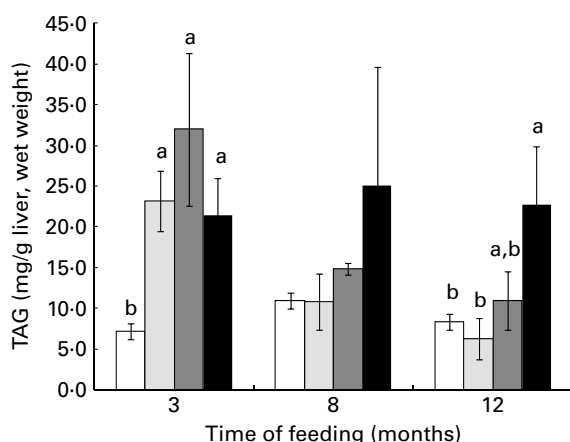 TAG (mg/g liver, wet weight)
45·0
40·0
35·0
30·0
25·0
20·0
15·0
10·0
5·0
0·0
b
a
a
a
b
b
a,b
a
3
8
12
Time of feeding (months)